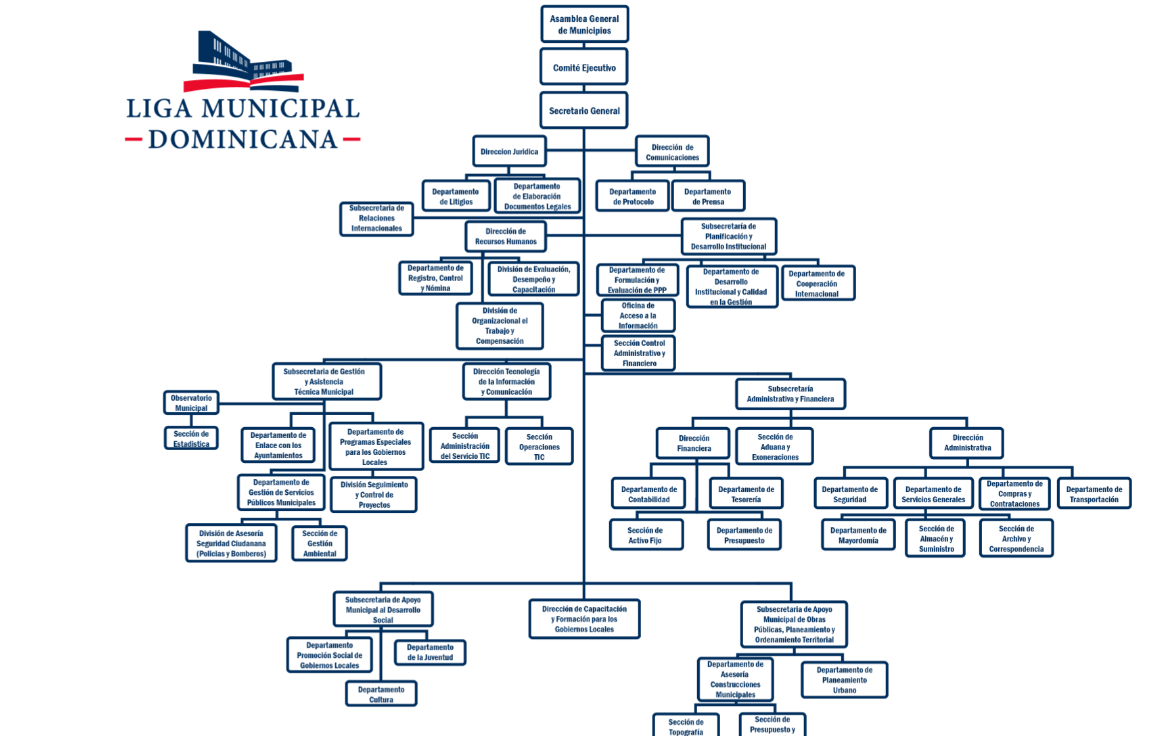 LIGA MUNICIPAL
DOMINICANA
Asamblea General
de Municipios
Comité Ejecutivo
Secretario General
Direccion Juridica
Dirección de
Comunicaciones
Departamento
de Litigios
Departamento
de Elaboración
Documentos Legales
Departamento
de Protocolo
Departamento
de Prensa
Subsecretaria de
Relaciones
Internacionales
Dirección de
Recursos Humanos
Subsecretaría de
Planificación y
Desarrollo Institucional
Departamento de
Registro, Control
y Nómina
División de Evaluación,
Desempeño y
Capacitación
Departamento de
Formulación y
Evaluación de PPP
Departamento de
Desarrollo
Institucional y Calidad
en la Gestión
Departamento de
Cooperación
Internacional
División de
Organizacional el
Trabajo y
Compensación
Oficina de
Acceso a la
Información
Sección Control
Administrativo y
Financiero
Subsecretaria de Gestión
y Asistencia
Técnica Municipal
Dirección Tecnología
de la Información
y Comunicación
Subsecretaría
Administrativa y Financiera
Observatorio
Municipal
Sección de
Estadística
Departamento de
Enlace con los
Ayuntamientos
Departamento de
Programas Especiales
para los Gobiernos
Locales
Sección
Administración
del Servicio TIC
Sección
Operaciones
TIC
Dirección
Financiera
Sección de
Aduana y
Exoneraciones
Dirección
Administrativa
Departamento de
Gestión de Servicios
Públicos Municipales
División Seguimiento
y Control de
Proyectos
Departamento de
Contabilidad
Departamento de
Tesorería
Departamento de
Seguridad
Departamento de
Servicios Generales
Departamento de
Compras y
Contrataciones
Departamento de
Transportación
División de Asesoría
Seguridad Ciudanana
(Policias y Bomberos)
Sección de
Gestión
Ambiental
Sección de
Activo Fijo
Departamento de
Presupuesto
Departamento de
Mayordomía
Sección de
Almacén y
Suministro
Sección de
Archivo y
Correspondencia
Subsecretaria de Apoyo
Municipal al Desarrollo
Social
Dirección de Capacitación
y Formación para los
Gobiernos Locales
Subsecretaria de Apoyo
Municipal de Obras
Públicas, Planeamiento y
Ordenamiento Territorial
Departamento
Promoción Social de
Gobiernos Locales
Departamento
de la Juventud
Departamento
Cultura
Departamento de
Asesoría
Construcciones
Municipales
Departamento de
Planeamiento
Urbano
Sección de
Topografía
Sección de
Presupuesto y